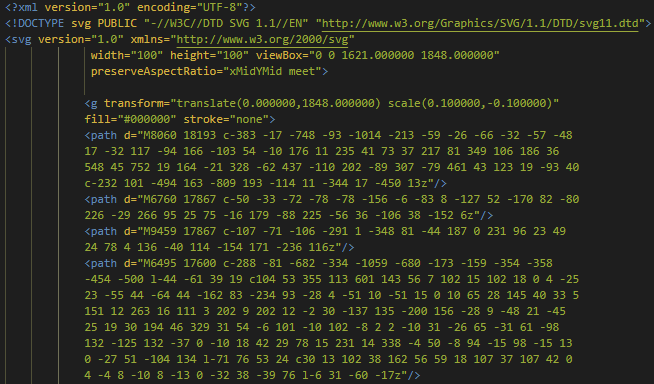 <?xml version="1.0" encoding="UTF-8"?>
<!DOCTYPE svg PUBLIC "-//W3C//DTD SVG 1.1//EN" "http://www.w3.org/Graphics/SVG/1.1/DTD/svg11.dtd">
<svg version="1.0" xmlns="http://www.w3.org/2000/svg"
width="100" height="100" viewBox="0 0 1621.000000 1848.000000"
preserveAspectRatio="xMidYMid meet">
<g transform="translate(0.000000,1848.000000) scale(0.100000,-0.100000)"
fill="#000000" stroke="none">
<path d="M8060 18193 c-383 -17 -748 -93 -1014 -213 -59 -26 -66 -32 -57 -48
17 -32 117 -94 166 -103 54 -10 176 11 235 41 73 37 217 81 349 106 186 36
548 45 752 19 164 -21 328 -62 437 -110 202 -89 307 -79 461 43 123 19 -93 40
c-232 101 -494 163 -809 193 -114 11 -344 17 -450 13z"/>
<path d="M6760 17867 c-50 -33 -72 -78 -78 -156 -6 -83 8 -127 52 -170 82 -80
226 -29 266 95 25 75 -16 179 -88 225 -56 36 -106 38 -152 6z"/>
<path d="M9459 17867 c-107 -71 -106 -291 1 -348 81 -44 187 0 231 96 23 49
24 78 4 136 -40 114 -154 171 -236 116z"/>
<path d="M6495 17600 c-288 -81 -682 -334 -1059 -680 -173 -159 -354 -358
-454 -500 l-44 -61 39 19 c104 53 355 113 601 143 56 7 102 15 102 18 0 4 -25
23 -55 44 -64 44 -162 83 -234 93 -28 4 -51 10 -51 15 0 10 65 28 145 40 33 5
151 12 263 16 111 3 202 9 202 12 -2 30 -137 135 -200 156 -28 9 -48 21 -45
25 19 30 194 46 329 31 54 -6 101 -10 102 -8 2 2 -10 31 -26 65 -31 61 -98
132 -125 132 -37 0 -10 18 42 29 78 15 231 14 338 -4 50 -8 94 -15 98 -15 13
0 -27 51 -104 134 l-71 76 53 24 c30 13 102 38 162 56 59 18 107 37 107 42 0
4 -4 8 -10 8 -13 0 -32 38 -39 76 l-6 31 -60 -17z"/>